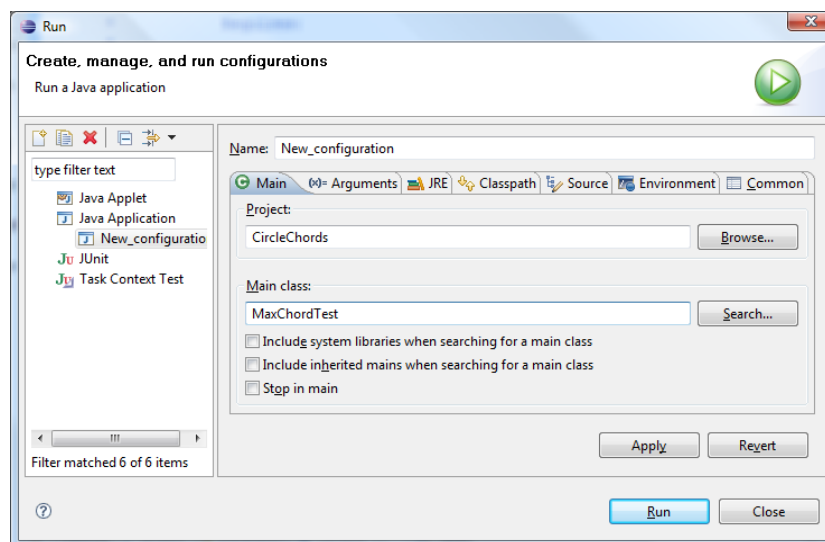 Run
Create, manage, and run configurations
Run a Java application
type filter text
Java Applet
Java Application
New_configuratio
JUnit
Task Context Test
Filter matched 6 of 6 items
Name: New_configuration
Main (x)= Arguments JRE Classpath Source Environment Common
Project:
CircleChords Browse...
Main class:
MaxChordTest Search...
Include system libraries when searching for a main class
Include inherited mains when searching for a main class
Stop in main
Apply Revert
Run Close